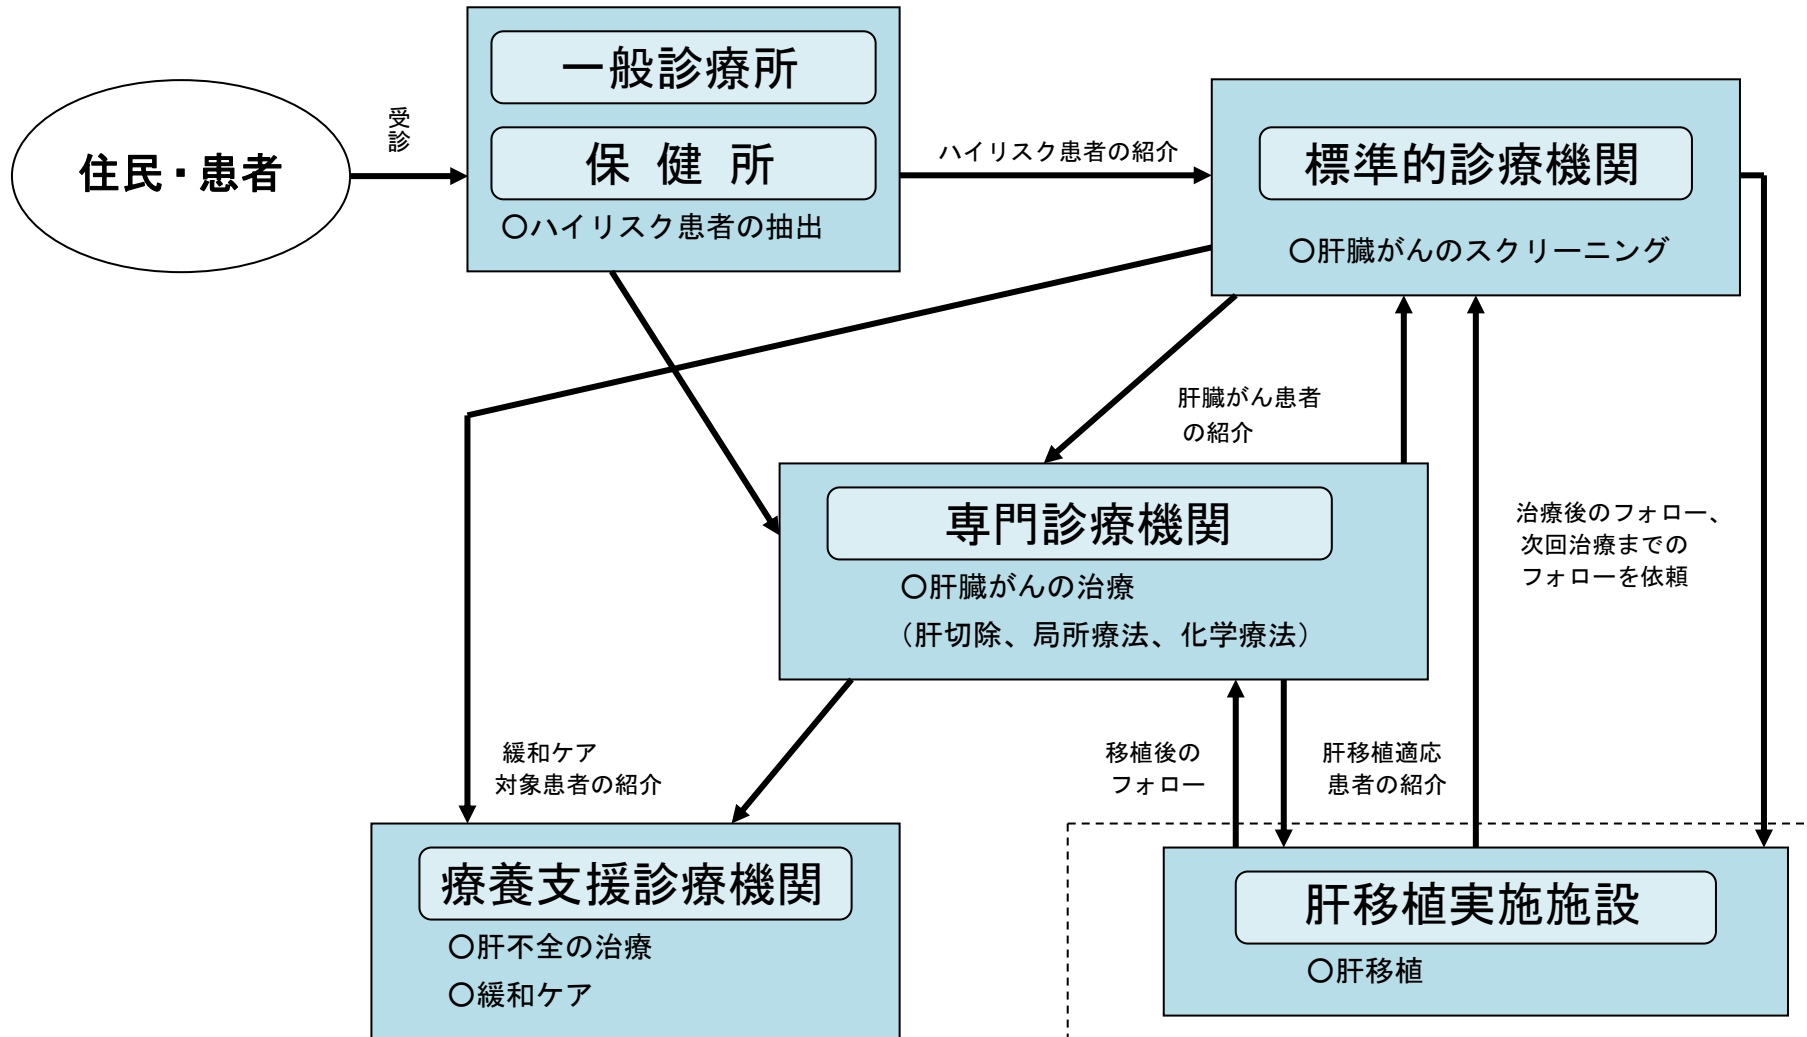 一般診療所
受診
住民・患者
保健所
ハイリスク患者の紹介
標準的診療機関
〇ハイリスク患者の抽出
〇肝臓がんのスクリーニング
肝臓がん患者
の紹介
専門診療機関
〇肝臓がんの治療
（肝切除、局所療法、化学療法）
治療後のフォロー、
次回治療までの
フォローを依頼
緩和ケア
対象患者の紹介
移植後の
フォロー
肝移植適応
患者の紹介
療養支援診療機関
〇肝不全の治療
〇緩和ケア
肝移植実施施設
〇肝移植